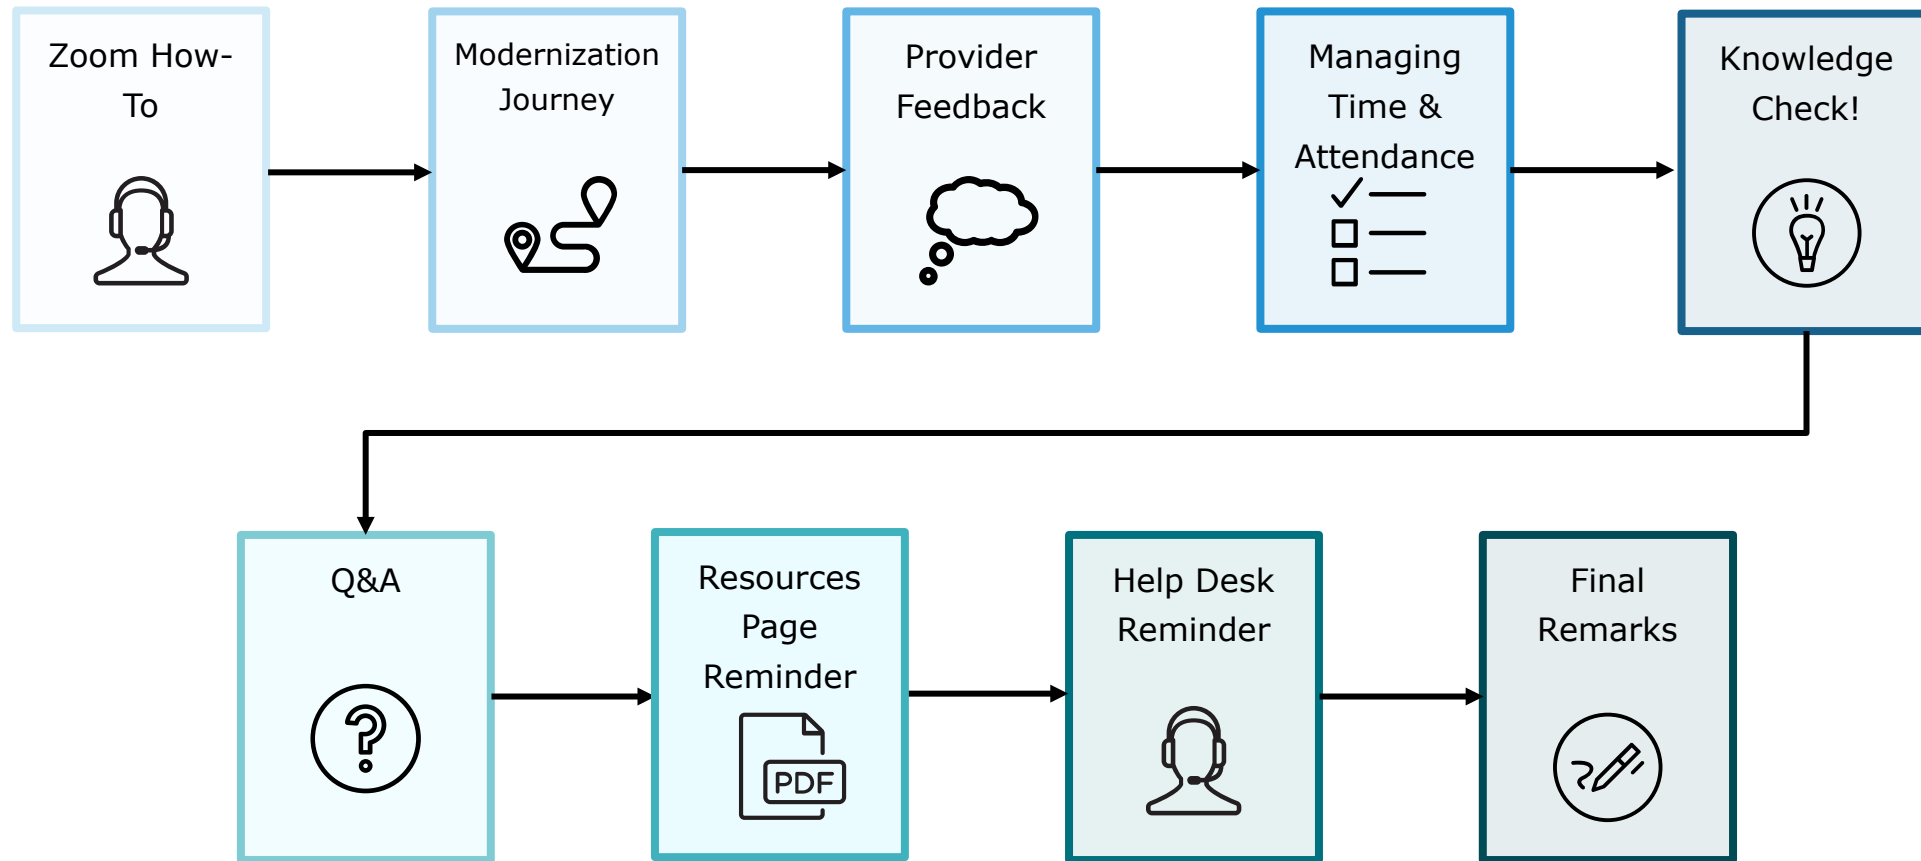 Zoom How-
To
Modernization
Journey
Provider
Feedback
Managing
Time &
Attendance
Knowledge
Check!
Q&A
Resources
Page
Reminder
PDF
Help Desk
Reminder
Final
Remarks